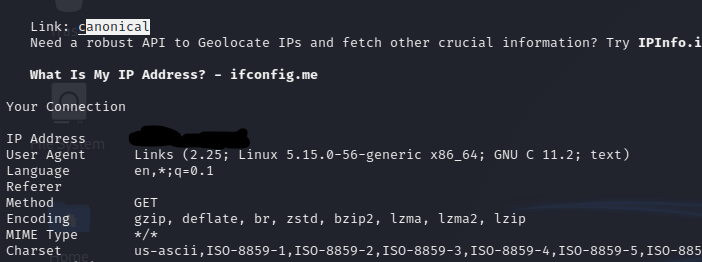 Link: canonical
Need a robust API to Geolocate IPs and fetch other crucial information? Try IPInfo.i
What Is My IP Address? - ifconfig.me
Your Connection
IP Address
User Agent Links (2.25; Linux 5.15.0-56-generic x86_64; GNU C 11.2; text)
Language en,*;q=0.1
Referer
Method GET
Encoding gzip, deflate, br, zstd, bzip2, lzma, lzma2, lzip
MIME Type */*
Charset us-ascii,ISO-8859-1,ISO-8859-2,ISO-8859-3,ISO-8859-4,ISO-8859-5,ISO-885
Home